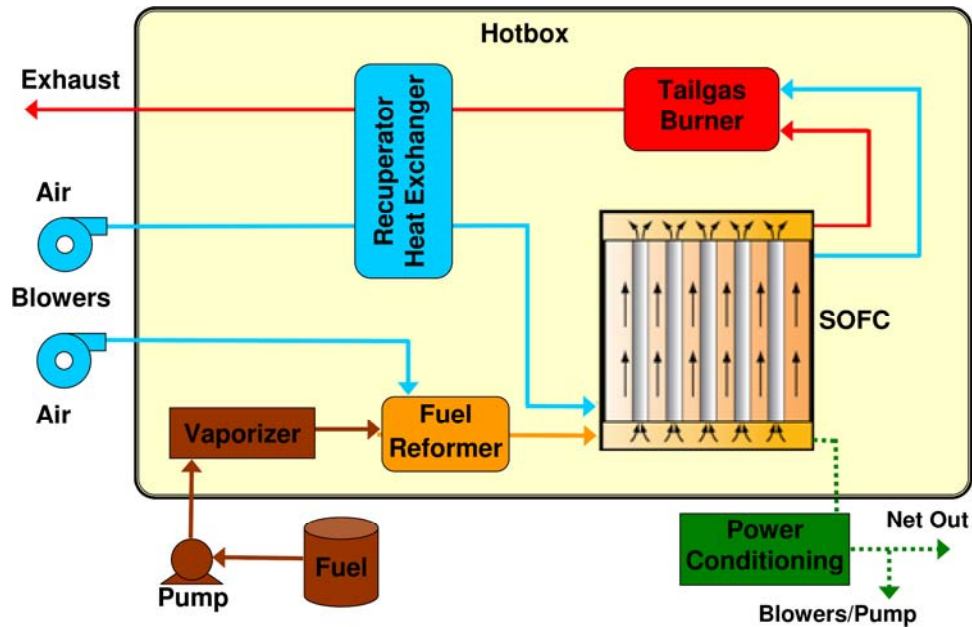 Hotbox
Exhaust
Tailgas
Burner
Recuperator
Heat Exchanger
Air
Blowers
SOFC
Air
Vaporizer
Fuel
Reformer
Net Out
Power
Conditioning
Fuel
Pump
Blowers/Pump